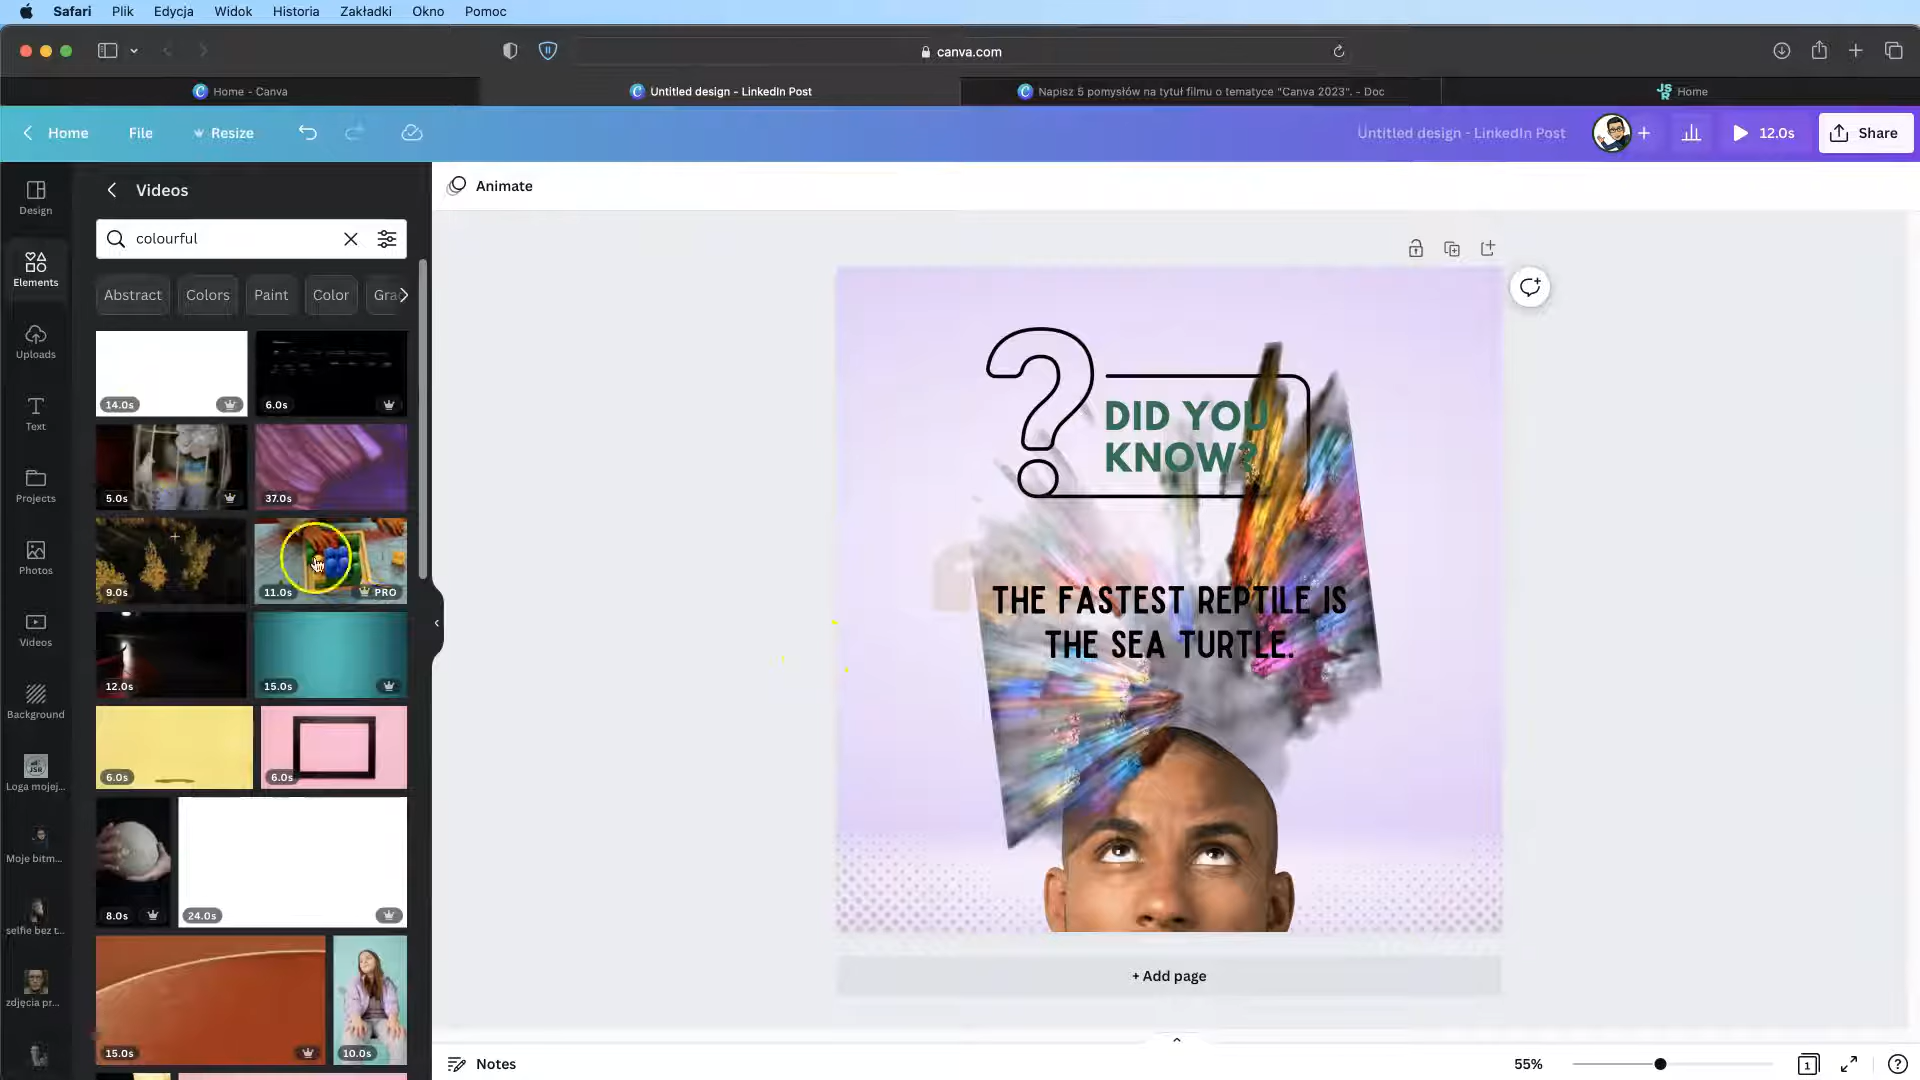 Safari Plik Edycja Widok Historia Zakładki Okno Pomoc
canva.com
Home - Canva
Untitled design - LinkedIn Post
Napisz 5 pomysłów na tytuł filmu o tematyce "Canva 2023". - Doc
JS R Home
Home File Resize
Untitled design - LinkedIn Post
12.0s
Share
Design
Elements
Uploads
Text
Projects
Photos
Videos
Background
Loga mojej...
Moje bitm...
selfie bez t...
zdjęcia pr...
Videos
colourful
Abstract Colors Paint Color Gra
14.0s 6.0s
5.0s 37.0s
9.0s 11.0s PRO
12.0s 15.0s
6.0s 6.0s
8.0s 24.0s
15.0s 10.0s
Animate
?
DID YOU
KNOW?
THE FASTEST REPTILE IS
THE SEA TURTLE.
+ Add page
Notes
55%
1